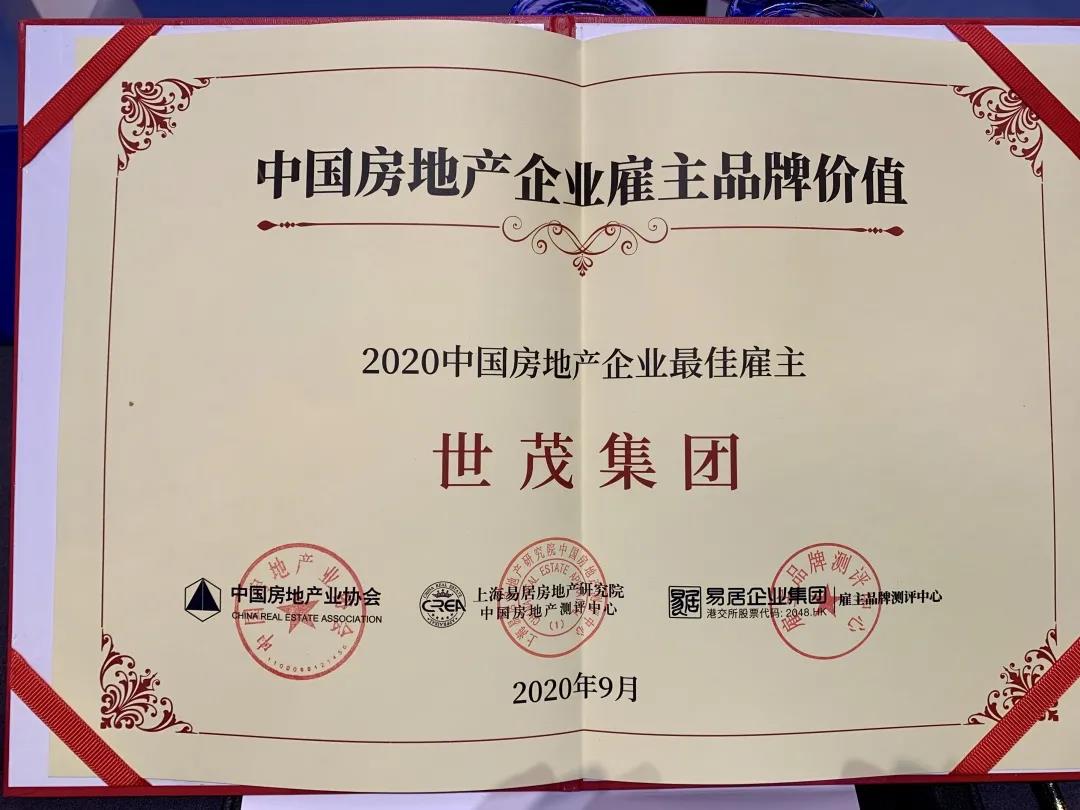 中国房地产企业雇主品牌价值
2020中国房地产企业最佳雇主
世茂集团
中国房地产业协会
CHINA REAL ESTATE ASSOCIATION
CREA
上海易居房地产研究院
中国房地产测评中心
易居企业集团
港交所股票代码: 2048.HK
雇主品牌测评中心
2020年9月